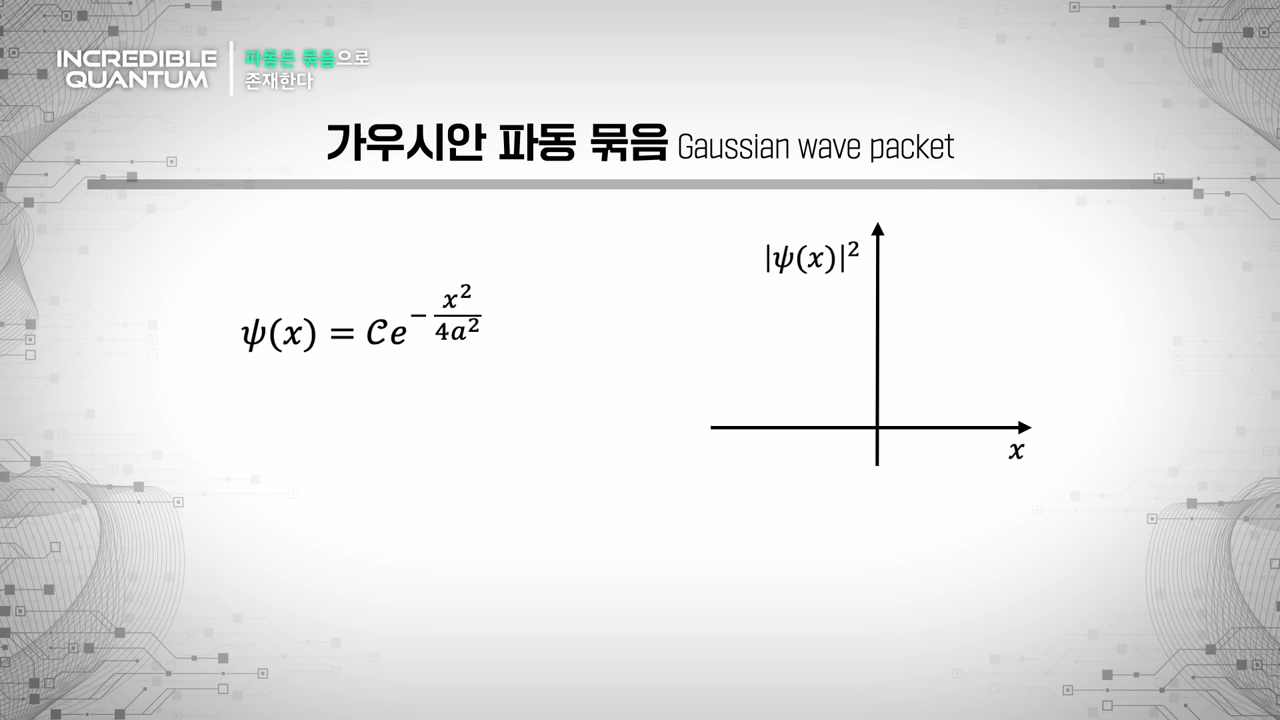 INCREDIBLE
QUANTUM
파동은 묶음으로
존재한다
가우시안 파동 묶음 Gaussian wave packet
|ψ(x)|²
ψ(x) = Ce^{-\frac{x²}{4a²}}
x